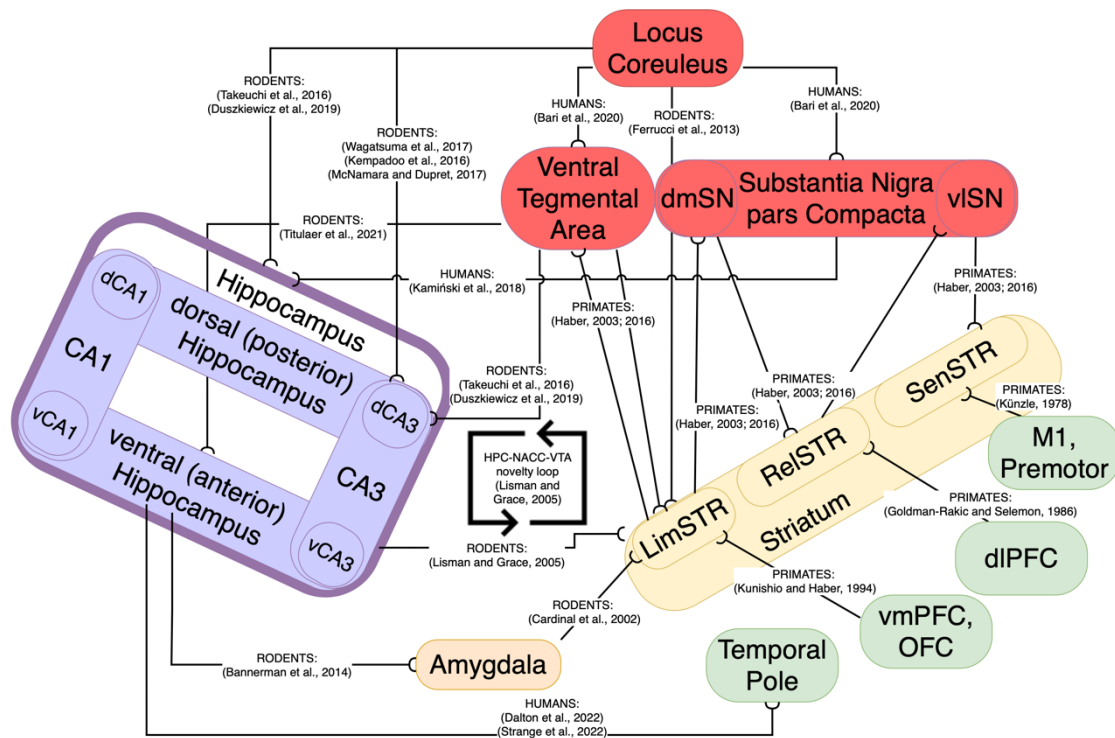 Locus
Coreuleus
RODENTS:
(Takeuchi et al., 2016)
(Duszkiewicz et al., 2019)
HUMANS:
(Bari et al., 2020)
RODENTS:
(Ferrucci et al., 2013)
HUMANS:
(Bari et al., 2020)
RODENTS:
(Wagatsuma et al., 2017)
(Kempadoo et al., 2016)
(McNamara and Dupret, 2017)
Ventral
Tegmental
Area
dmSN
Substantia Nigra
pars Compacta
vlSN
RODENTS:
(Titulaer et al., 2021)
HUMANS:
(Kamiński et al., 2018)
PRIMATES:
(Haber, 2003; 2016)
PRIMATES:
(Haber, 2003; 2016)
Hippocampus
dCA1
dorsal (posterior)
Hippocampus
CA1
vCA1
ventral (anterior)
Hippocampus
dCA3
CA3
vCA3
RODENTS:
(Takeuchi et al., 2016)
(Duszkiewicz et al., 2019)
PRIMATES:
(Haber, 2003; 2016)
PRIMATES:
(Haber, 2003; 2016)
SenSTR
PRIMATES:
(Künzle, 1978)
M1,
Premotor
HPC-NACC-VTA
novelty loop
(Lisman and
Grace, 2005)
RelSTR
LimSTR
Striatum
PRIMATES:
(Goldman-Rakic and Selemon, 1986)
dlPFC
RODENTS:
(Lisman and Grace, 2005)
PRIMATES:
(Kunishio and Haber, 1994)
vmPFC,
OFC
RODENTS:
(Cardinal et al., 2002)
RODENTS:
(Bannerman et al., 2014)
Amygdala
Temporal
Pole
HUMANS:
(Dalton et al., 2022)
(Strange et al., 2022)